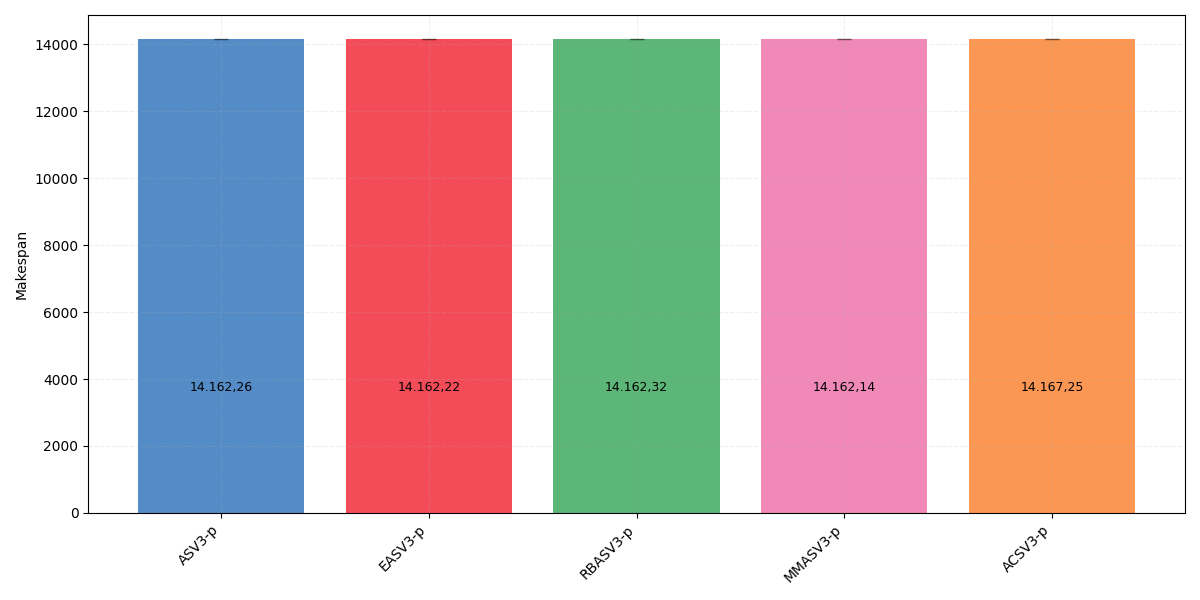 Makespan
14000
12000
10000
8000
6000
4000
2000
0
14.162,26
14.162,22
14.162,32
14.162,14
14.167,25
ASV3-p
EASV3-p
RBASV3-p
MMASV3-p
ACSV3-p